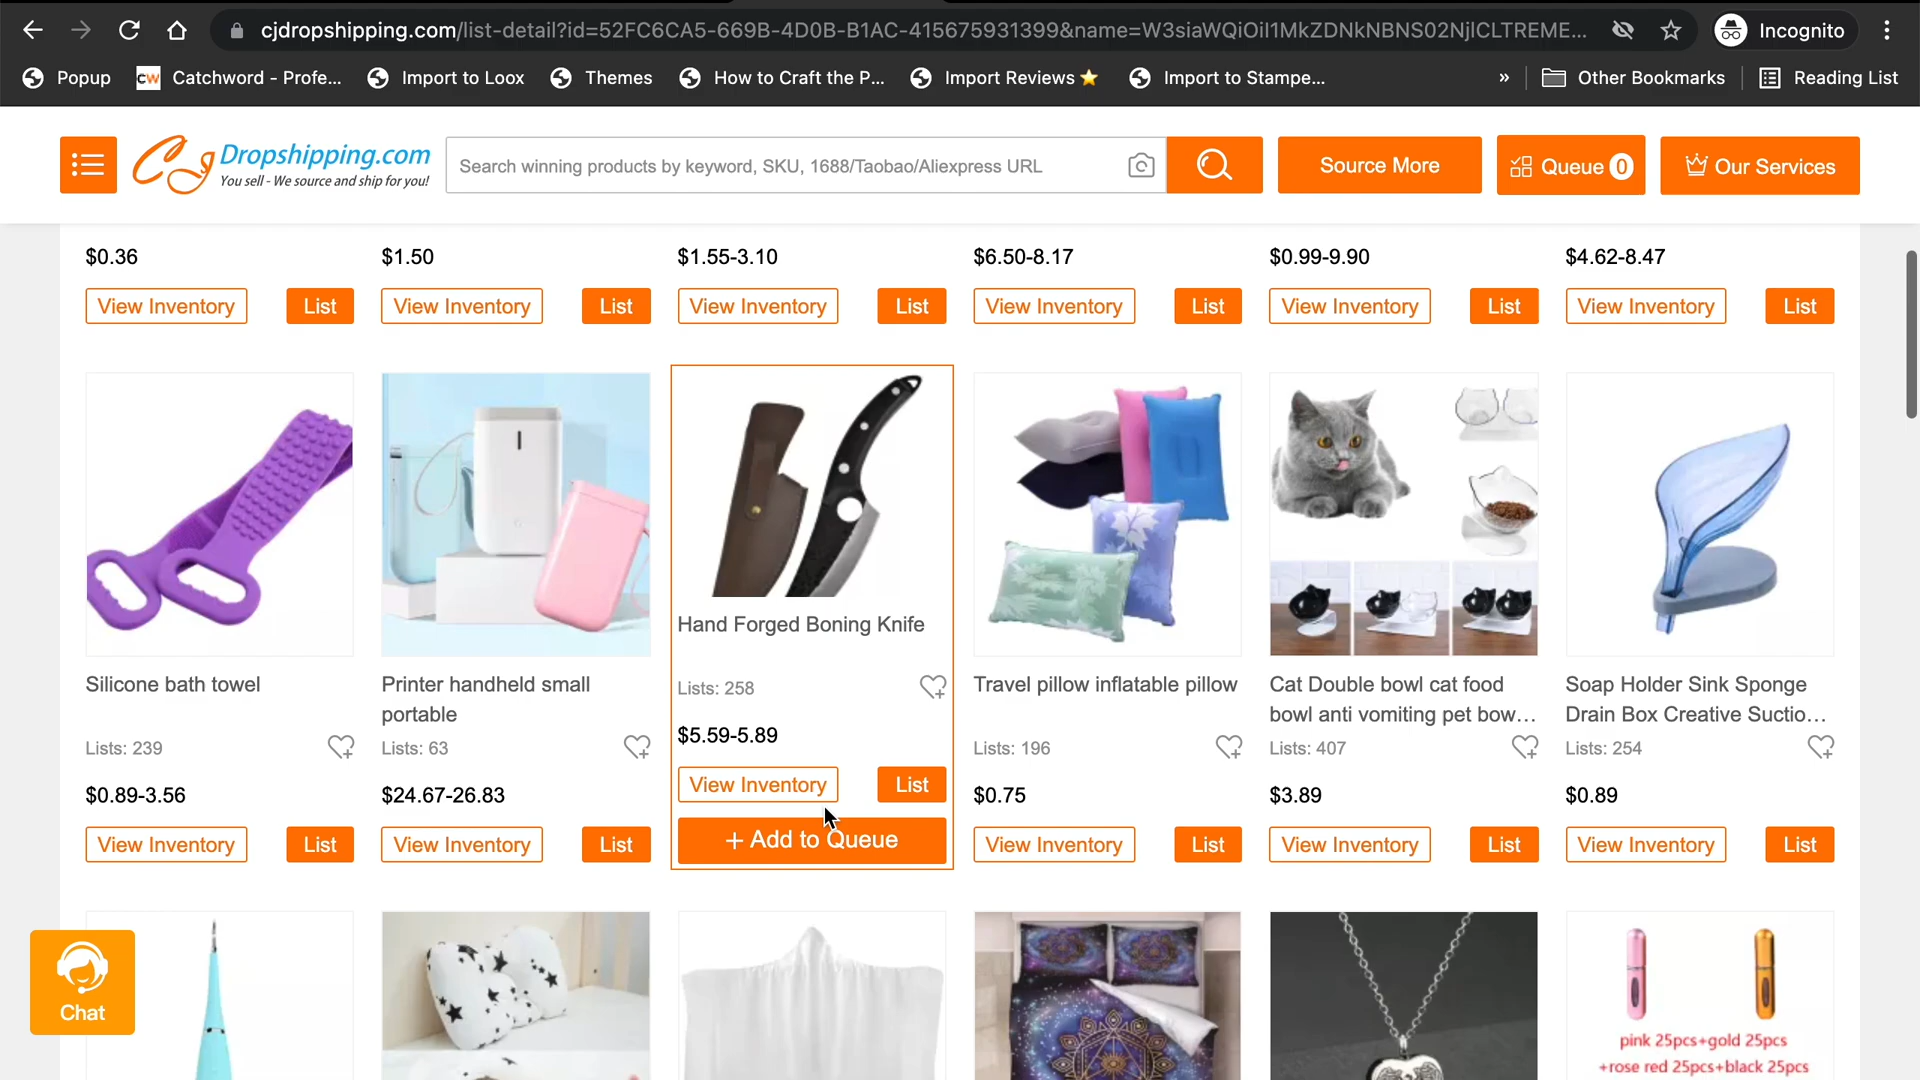 cjdropshipping.com/list-detail?id=52FC6CA5-669B-4D0B-B1AC-415675931399&name=W3siaWQiOiI1MkZDNkNBNS02NjlCLTREME...
Incognito
Popup
CW Catchword - Profe...
Import to Loox
Themes
How to Craft the P...
Import Reviews⭐
Import to Stampe...
»
Other Bookmarks
Reading List
CJ Dropshipping.com
You sell - We source and ship for you!
Search winning products by keyword, SKU, 1688/Taobao/Aliexpress URL
Source More
Queue 0
Our Services
$0.36
$1.50
$1.55-3.10
$6.50-8.17
$0.99-9.90
$4.62-8.47
View Inventory
List
View Inventory
List
View Inventory
List
View Inventory
List
View Inventory
List
View Inventory
List
Silicone bath towel
Lists: 239
$0.89-3.56
View Inventory
List
Printer handheld small
portable
Lists: 63
$24.67-26.83
View Inventory
List
Hand Forged Boning Knife
Lists: 258
$5.59-5.89
View Inventory
List
+ Add to Queue
Travel pillow inflatable pillow
Lists: 196
$0.75
View Inventory
List
Cat Double bowl cat food
bowl anti vomiting pet bow...
Lists: 407
$3.89
View Inventory
List
Soap Holder Sink Sponge
Drain Box Creative Suctio...
Lists: 254
$0.89
View Inventory
List
Chat
pink 25pcs+gold 25pcs
+rose red 25pcs+black 25pcs